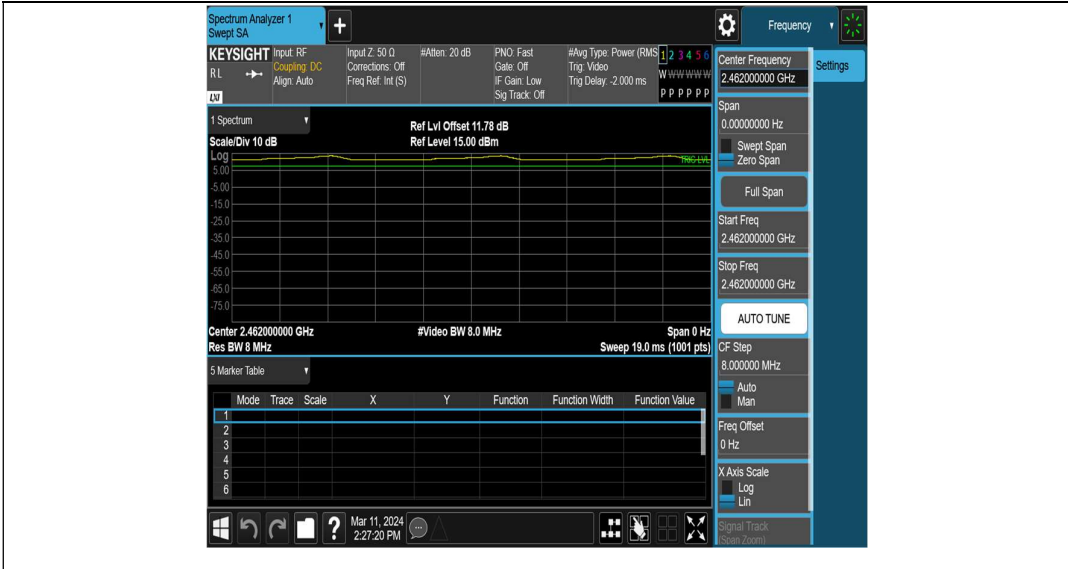 Spectrum Analyzer 1
Swept SA
+
Frequency
KEYSIGHT
RL
LXI
Input: RF
Coupling: DC
Align: Auto
Input Z: 50 Ω
Corrections: Off
Freq Ref: Int (S)
#Atten: 20 dB
PNO: Fast
Gate: Off
IF Gain: Low
Sig Track: Off
#Avg Type: Power (RMS
Trig: Video
Trig Delay: -2.000 ms
1 2 3 4 5 6
W W W W W W
P P P P P P
1 Spectrum
Scale/Div 10 dB
Ref Lvl Offset 11.78 dB
Ref Level 15.00 dBm
Log
TRIG LVL
5.00
-5.00
-15.0
-25.0
-35.0
-45.0
-55.0
-65.0
-75.0
Center 2.462000000 GHz
#Video BW 8.0 MHz
Span 0 Hz
Res BW 8 MHz
Sweep 19.0 ms (1001 pts)
5 Marker Table
Mode Trace Scale X Y Function Function Width Function Value
1
2
3
4
5
6
Mar 11, 2024
2:27:20 PM
Center Frequency
2.462000000 GHz
Settings
Span
0.00000000 Hz
Swept Span
Zero Span
Full Span
Start Freq
2.462000000 GHz
Stop Freq
2.462000000 GHz
AUTO TUNE
CF Step
8.000000 MHz
Auto
Man
Freq Offset
0 Hz
X Axis Scale
Log
Lin
Signal Track
(Span Zoom)